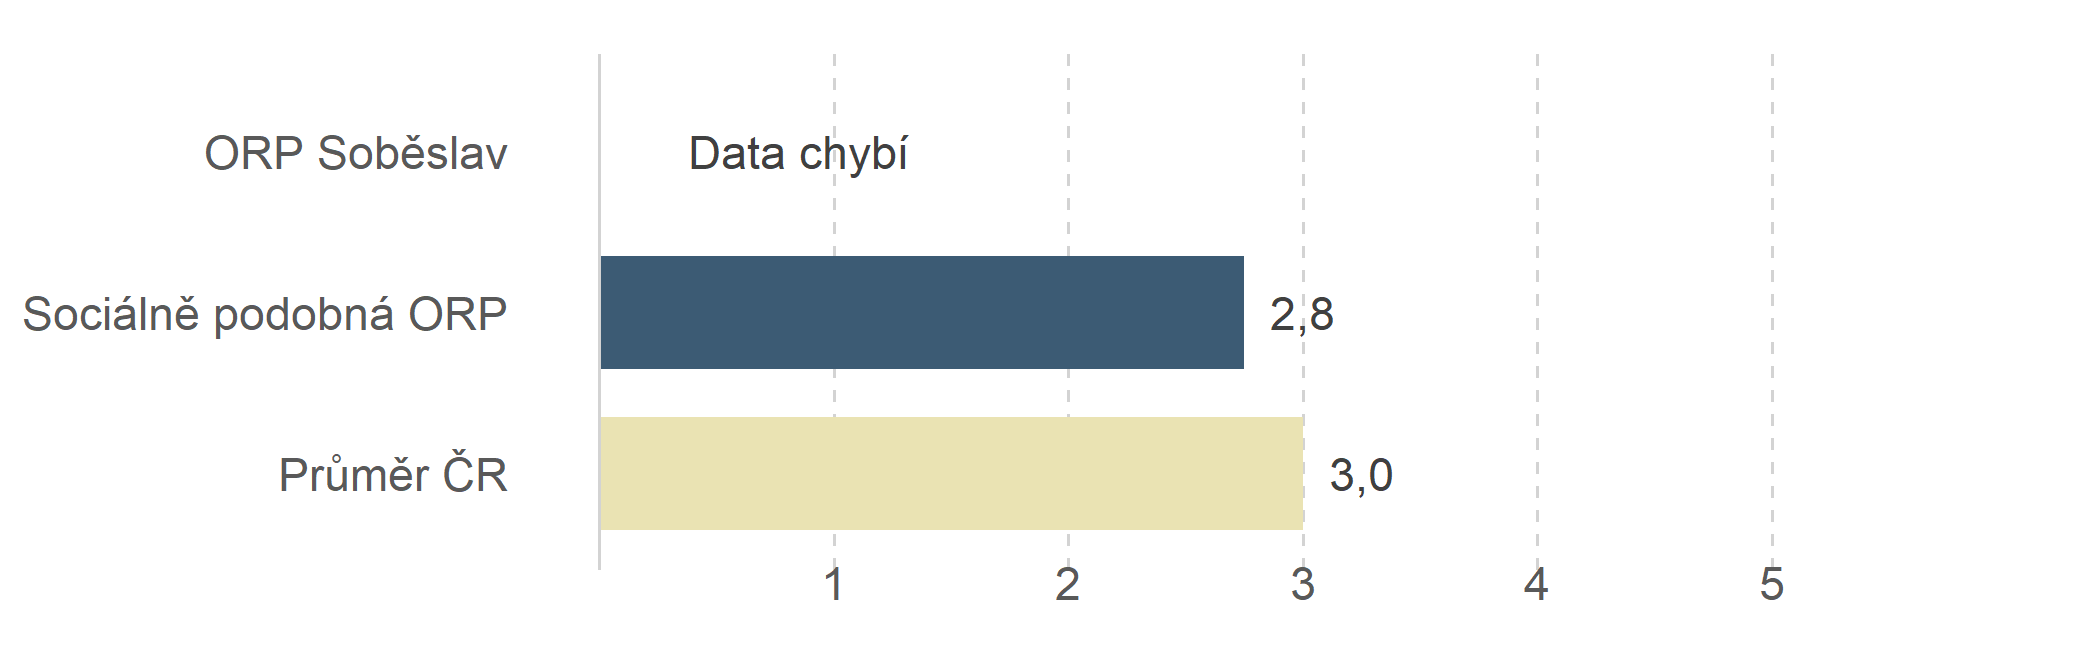 ORP Soběslav Data chybí
Sociálně podobná ORP 2,8
Průměr ČR 3,0
1 2 3 4 5